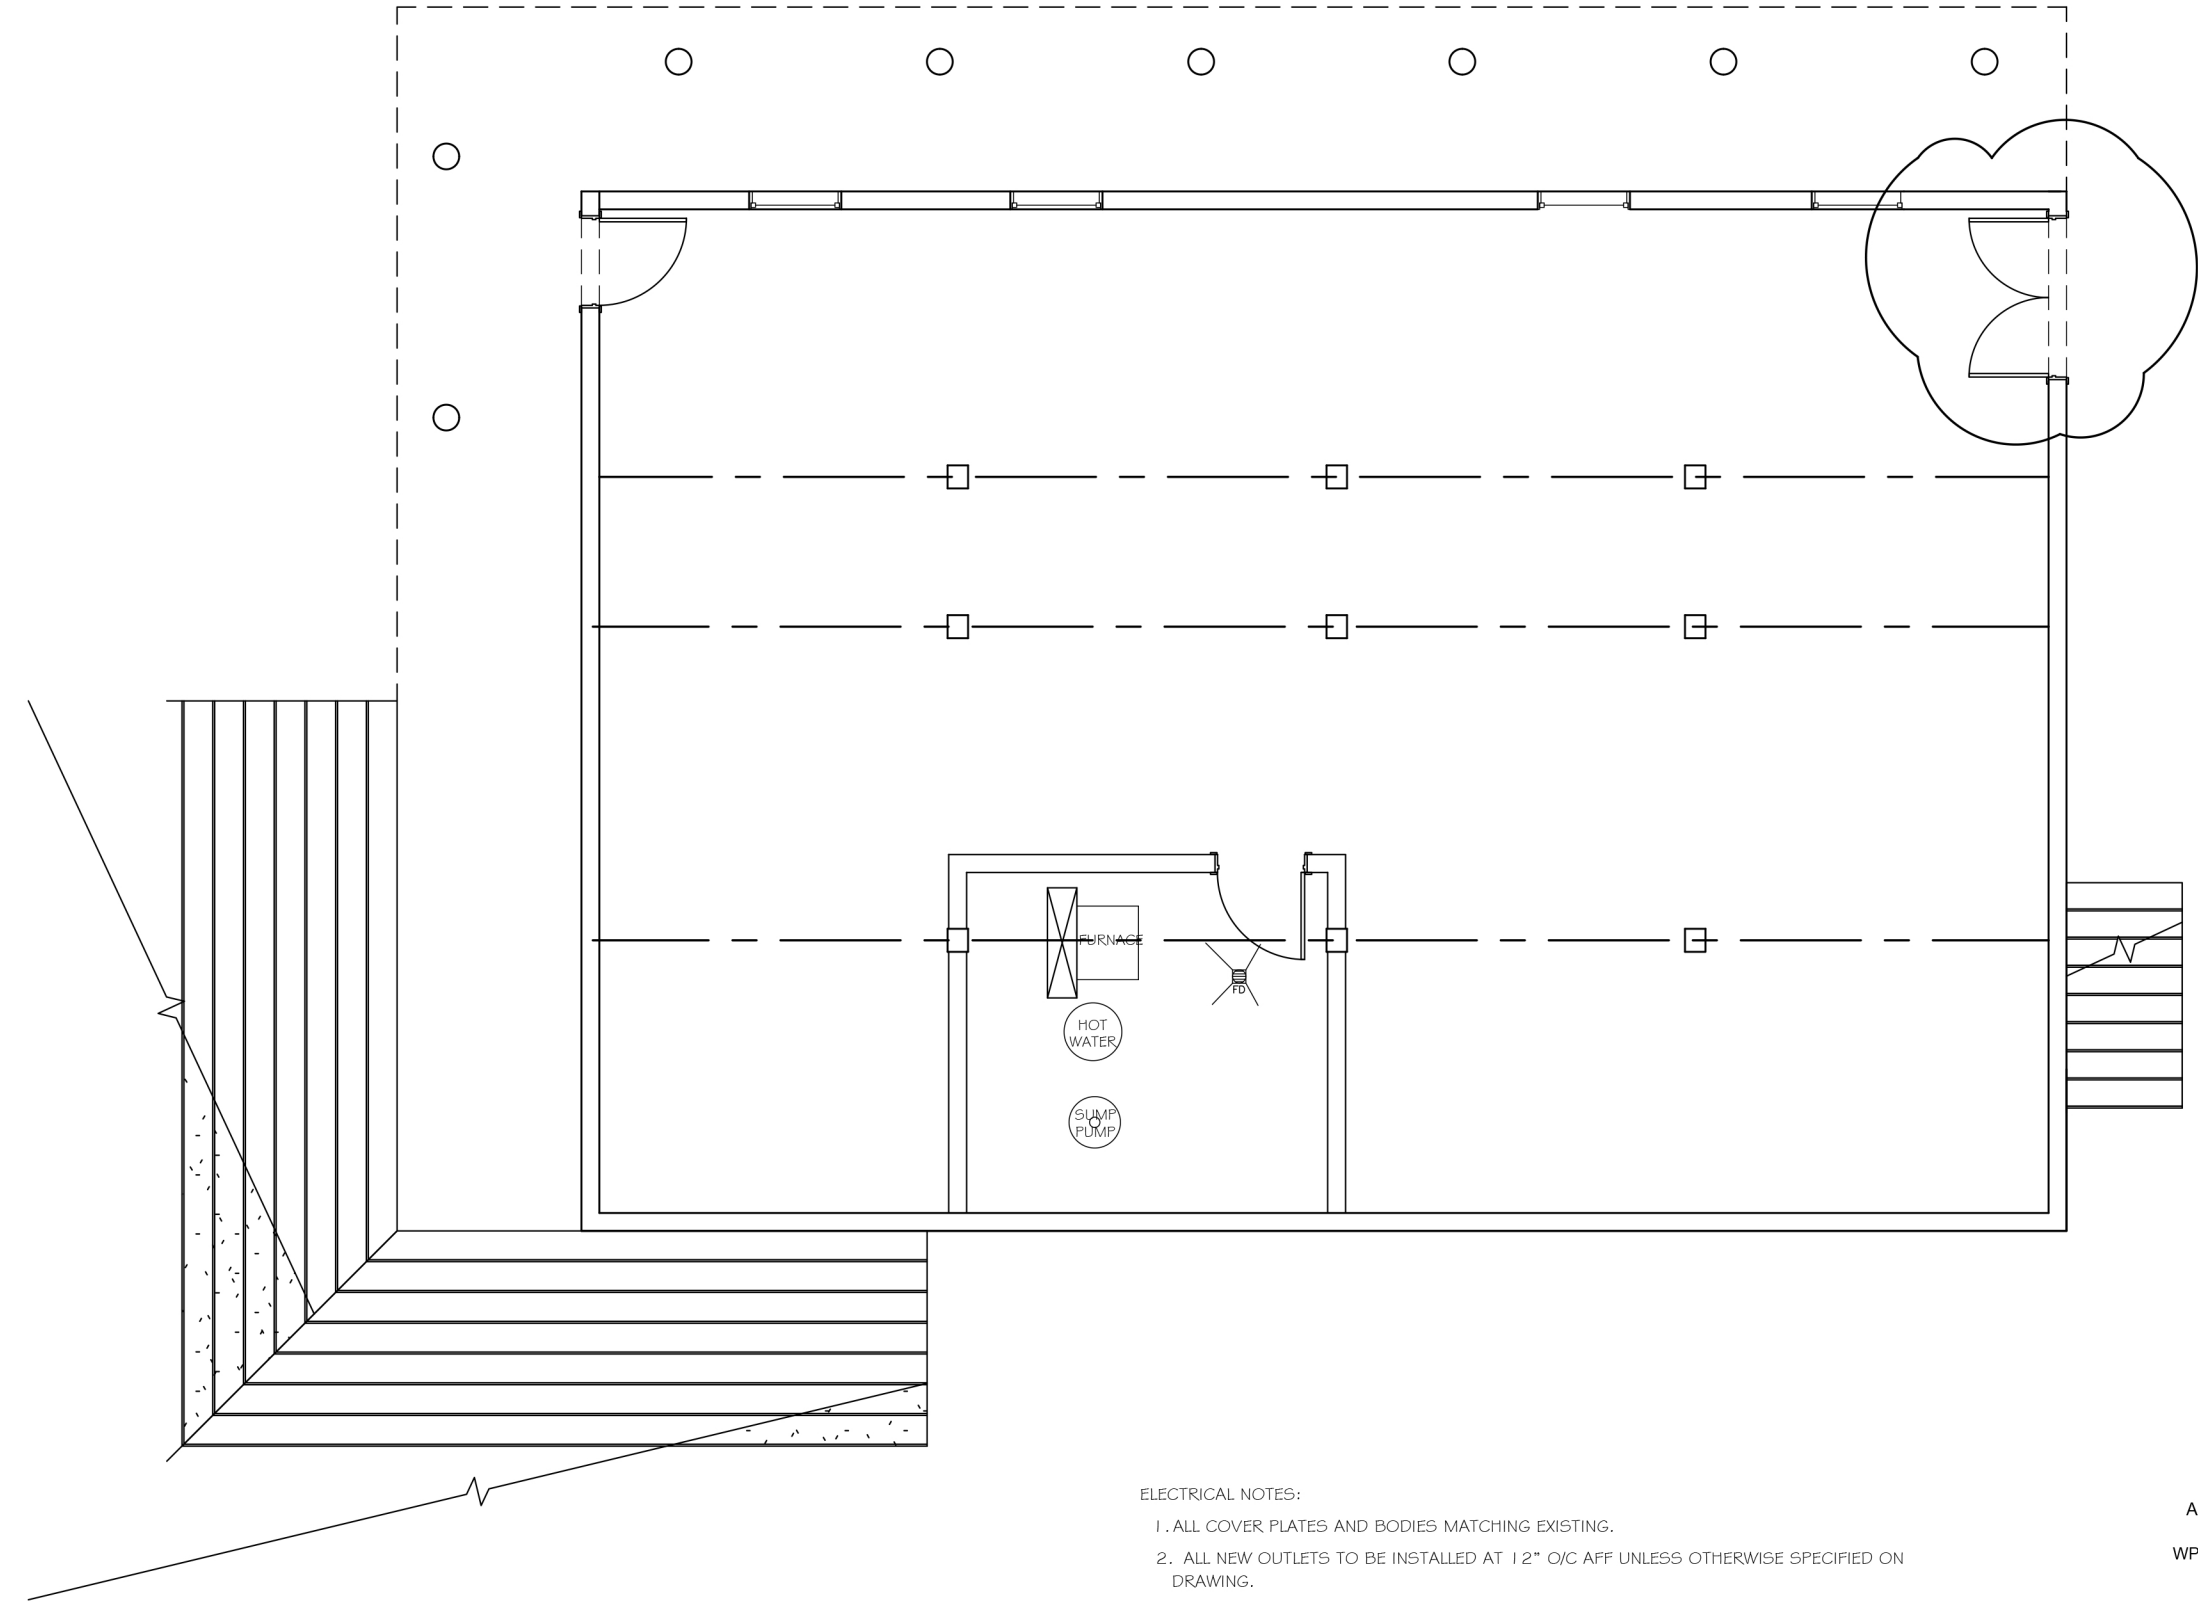 FURNACE
FD
HOT
WATER
SUMP
PUMP
ELECTRICAL NOTES:
1. ALL COVER PLATES AND BODIES MATCHING EXISTING.
A
2. ALL NEW OUTLETS TO BE INSTALLED AT 12" O/C AFF UNLESS OTHERWISE SPECIFIED ON
WP
DRAWING.